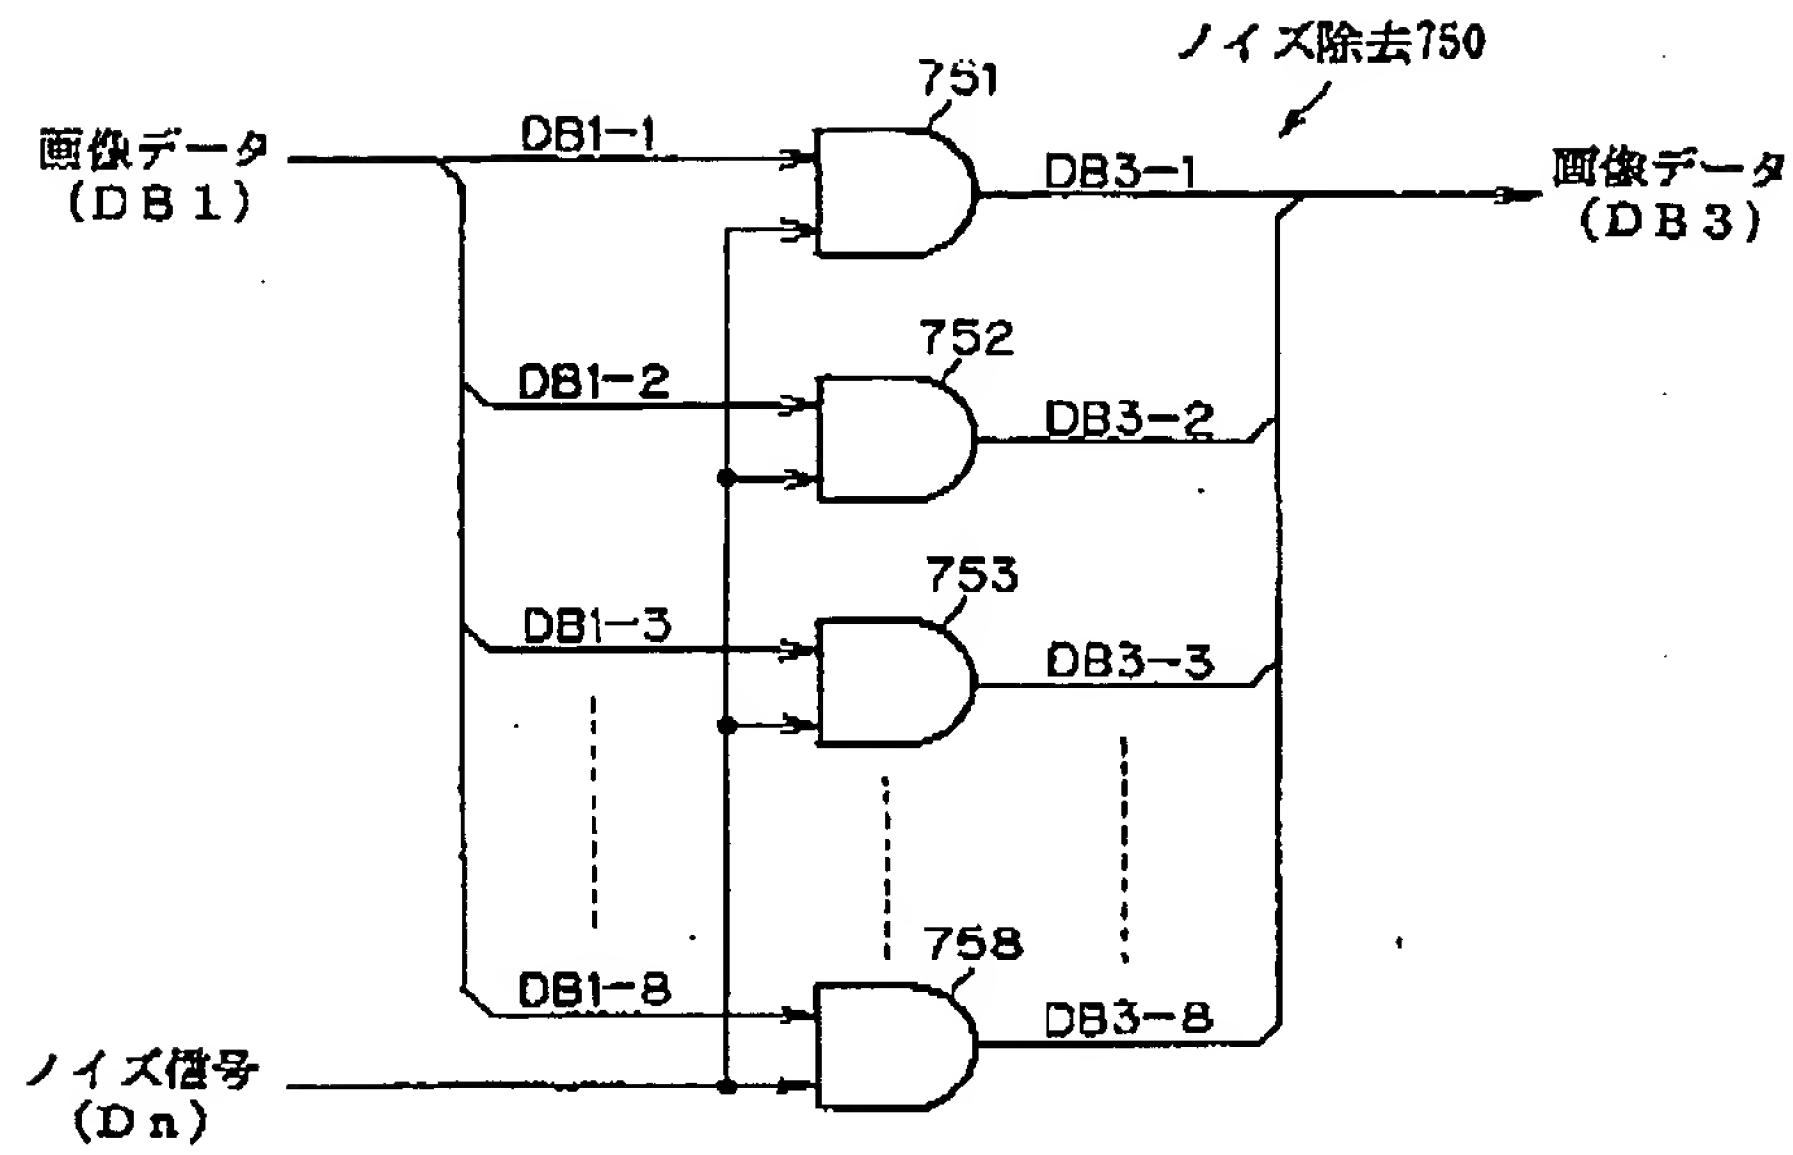 ノイズ除去750
751
画像データ
(DB1)
DB1-1
DB3-1
画像データ
(DB3)
752
DB1-2
DB3-2
753
DB1-3
DB3-3
758
DB1-8
DB3-8
ノイズ信号
(Dn)